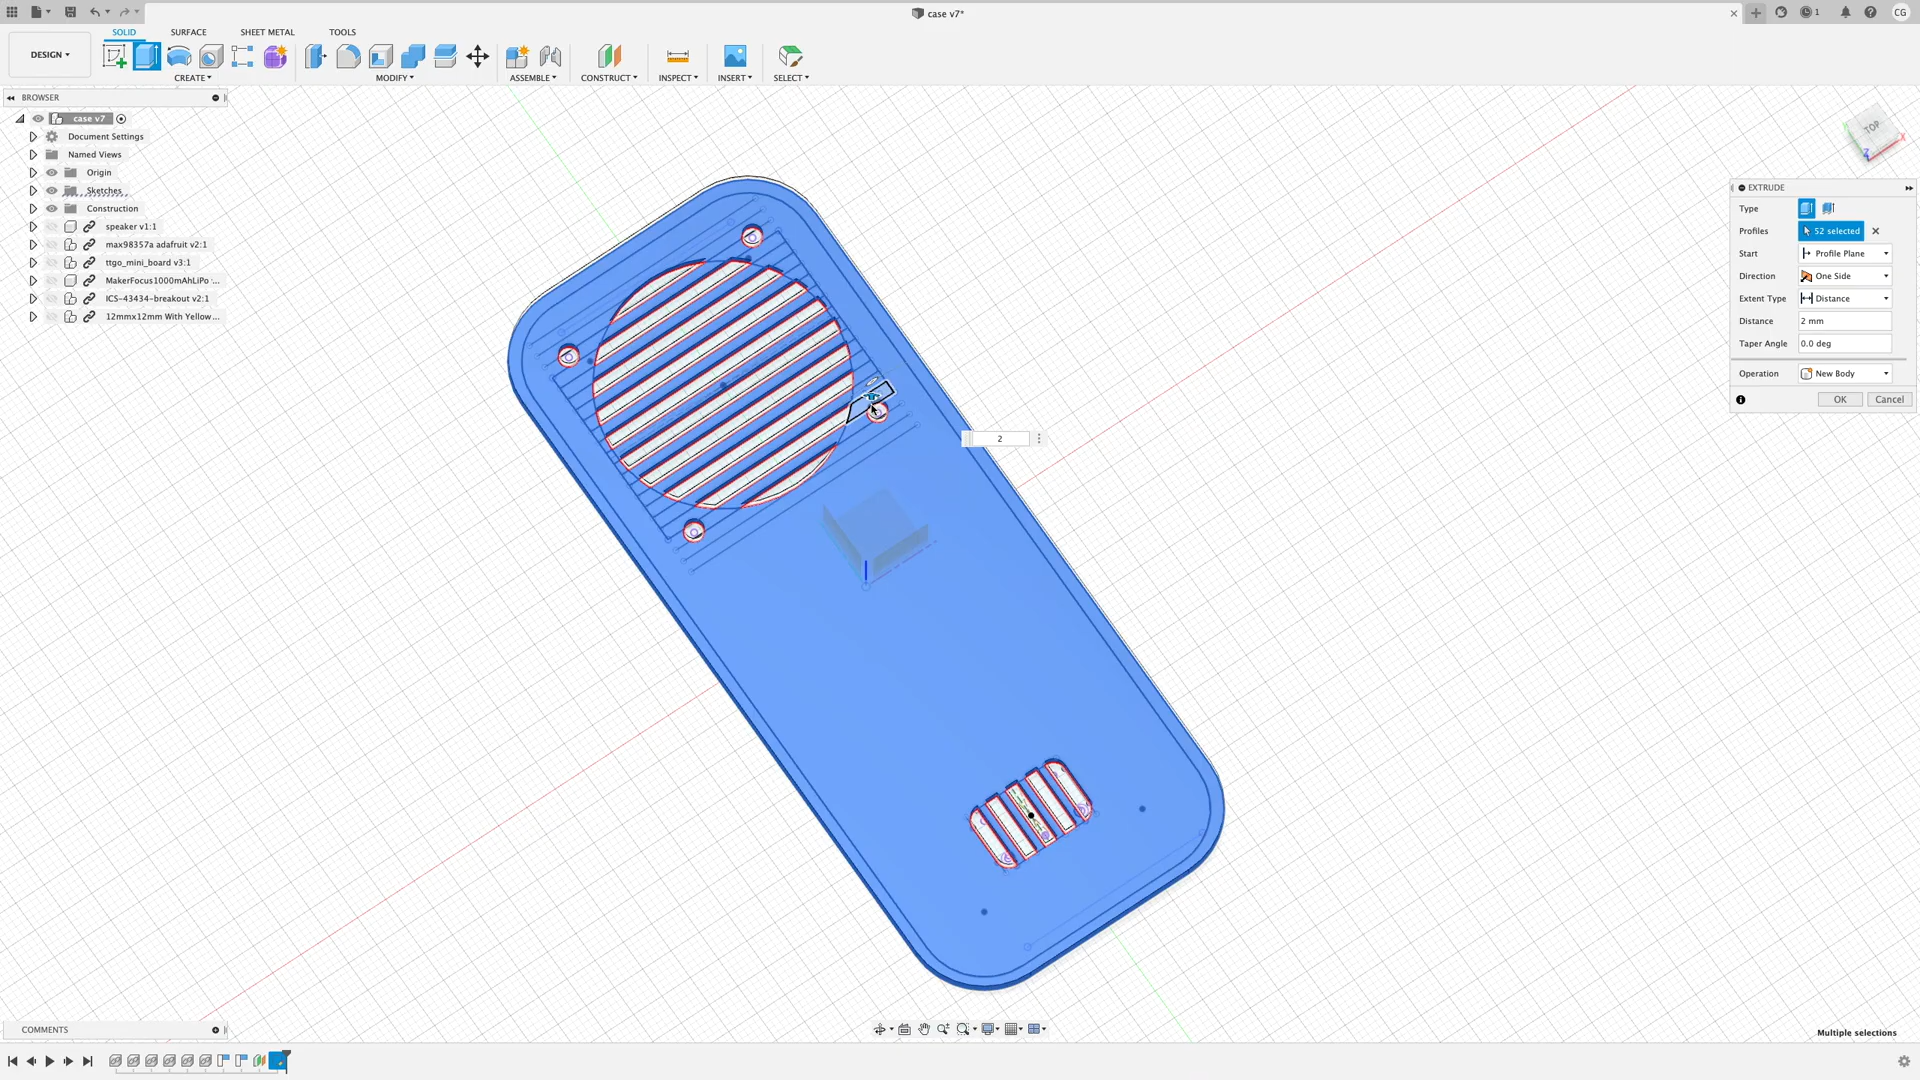 case v7*
1
CG
DESIGN
SOLID
SURFACE
SHEET METAL
TOOLS
CREATE
MODIFY
ASSEMBLE
CONSTRUCT
INSPECT
INSERT
SELECT
BROWSER
case v7
Document Settings
Named Views
Origin
Sketches
Construction
speaker v1:1
max98357a adafruit v2:1
ttgo_mini_board v3:1
MakerFocus1000mAhLiPo ...
ICS-43434-breakout v2:1
12mmx12mm With Yellow...
TOP
X
Z
EXTRUDE
Type
Profiles
52 selected
Start
Profile Plane
Direction
One Side
Extent Type
Distance
Distance
2 mm
Taper Angle
0.0 deg
Operation
New Body
OK
Cancel
2
COMMENTS
Multiple selections